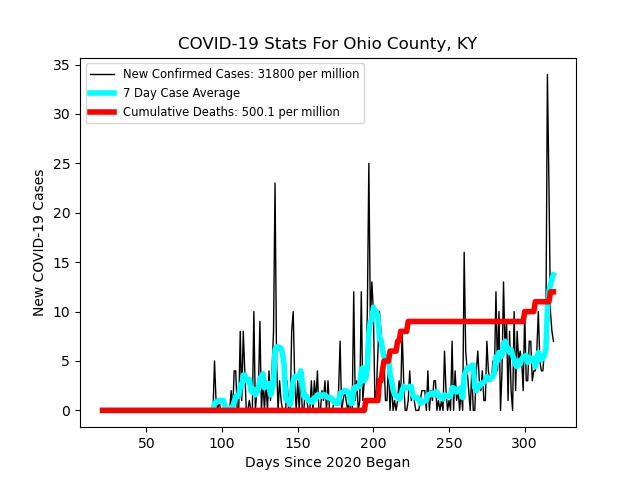 COVID-19 Stats For Ohio County, KY
New Confirmed Cases: 31800 per million
7 Day Case Average
Cumulative Deaths: 500.1 per million
New COVID-19 Cases
35
30
25
20
15
10
5
0
50 100 150 200 250 300
Days Since 2020 Began